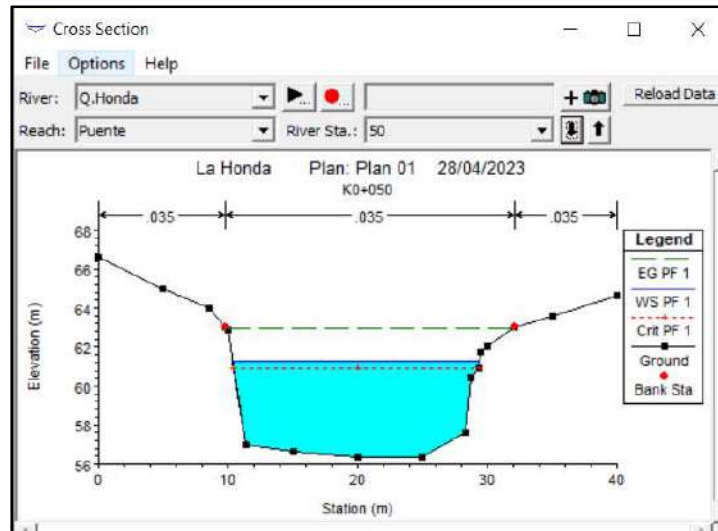 Cross Section
File Options Help
River: Q.Honda Reload Data
Reach: Puente River Sta.: 50
La Honda Plan: Plan 01 28/04/2023
K0+050
.035 .035 .035
Legend
EG PF 1
WS PF 1
Crit PF 1
Ground
Bank Sta
Elevation (m)
68
66
64
62
60
58
56
0 10 20 30 40
Station (m)